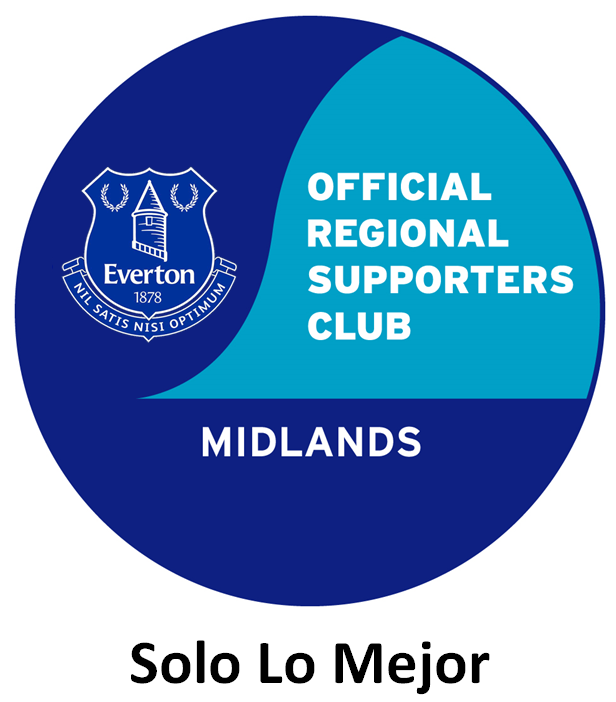 OFFICIAL
REGIONAL
SUPPORTERS
CLUB
Everton
1878
NIL SATIS NISI OPTIMUM
MIDLANDS
Solo Lo Mejor